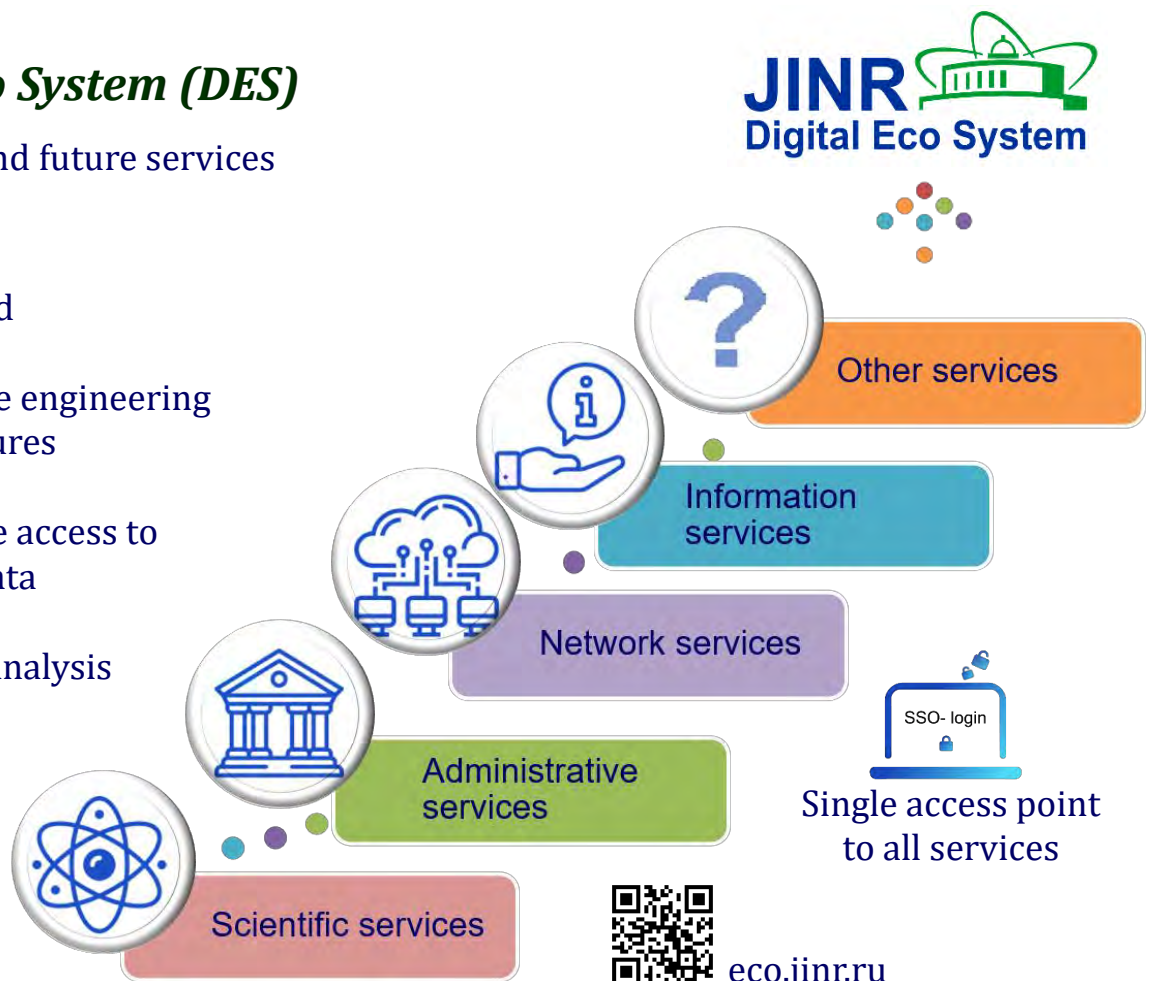 o System (DES)
nd future services
d
e engineering
ures
e access to
ata
nalysis
JINR
Digital Eco System
?
Other services
i
Information
services
Network services
Administrative
services
Scientific services
SSO- login
Single access point
to all services
eco.jinr.ru